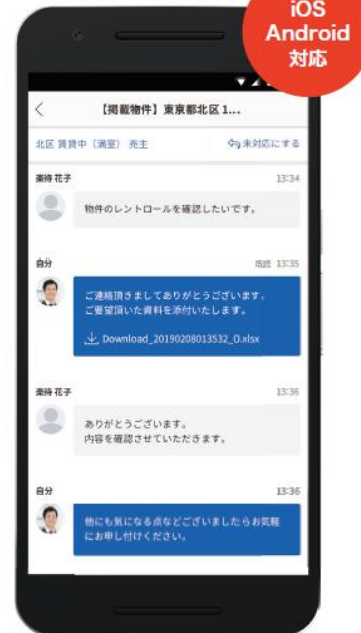 iOS
Android
対応
【掲載物件】東京都北区1...
北区 賃貸中（満室） 売主
未対応にする
楽待花子
13:34
物件のレントロールを確認したいです。
自分
既読 13:35
ご連絡頂きましてありがとうございます。
ご要望頂いた資料を添付いたします。
Download_20190208013532_O.xlsx
楽待花子
13:36
ありがとうございます。
内容を確認させていただきます。
自分
13:36
他にも気になる点などございましたらお気軽
にお申し付けください。